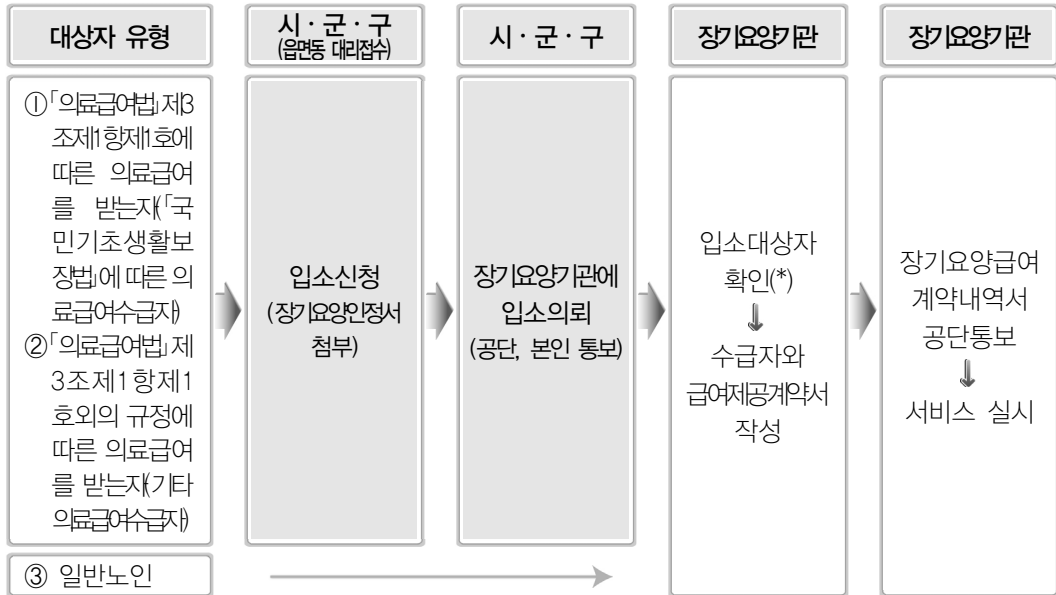 대상자 유형
①「의료급여법」제3
조제1항제1호에
따른 의료급여
를 받는자(「국
민기초생활보
장법」에 따른 의
료급여수급자)
②「의료급여법」제
3조제1항제1
호외의 규정에
따른 의료급여
를 받는자(기타
의료급여수급자)
③ 일반노인
시·군·구
(읍면동 대리접수)
입소신청
(장기요양인정서
첨부)
시·군·구
장기요양기관에
입소의뢰
(공단, 본인 통보)
장기요양기관
입소대상자
확인(*)
⇓
수급자와
급여제공계약서
작성
장기요양기관
장기요양급여
계약내역서
공단통보
⇓
서비스 실시